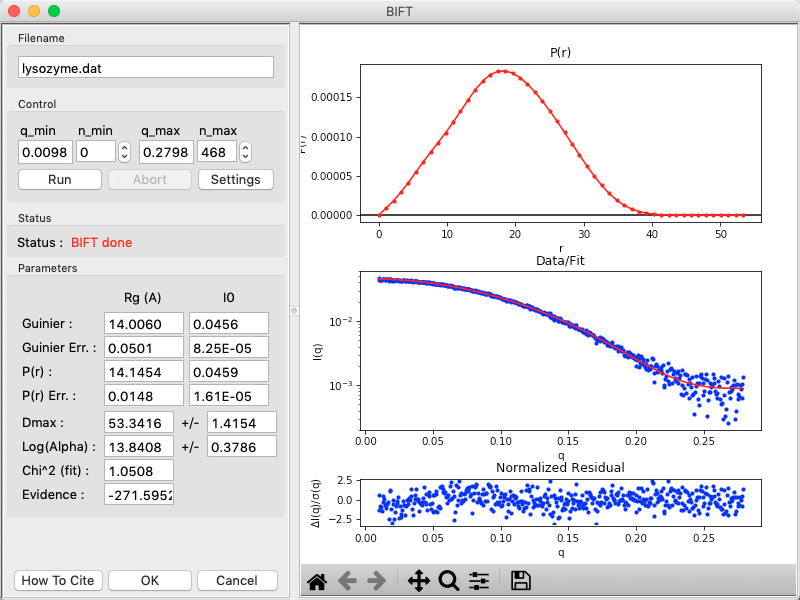 BIFT
Filename
lysozyme.dat
Control
q_min n_min q_max n_max
0.0098 0 0.2798 468
Run Abort Settings
Status
Status : BIFT done
Parameters
Rg (A) I0
Guinier : 14.0060 0.0456
Guinier Err. : 0.0501 8.25E-05
P(r) : 14.1454 0.0459
P(r) Err. : 0.0148 1.61E-05
Dmax : 53.3416 +/- 1.4154
Log(Alpha) : 13.8408 +/- 0.3786
Chi^2 (fit) : 1.0508
Evidence : -271.5952
How To Cite OK Cancel
P(r)
P(r)
0.00015
0.00010
0.00005
0.00000
0 10 20 30 40 50
r
Data/Fit
I(q)
10⁻²
10⁻³
0.00 0.05 0.10 0.15 0.20 0.25
q
Normalized Residual
ΔI(q)/σ(q)
2.5
0.0
−2.5
0.00 0.05 0.10 0.15 0.20 0.25
q